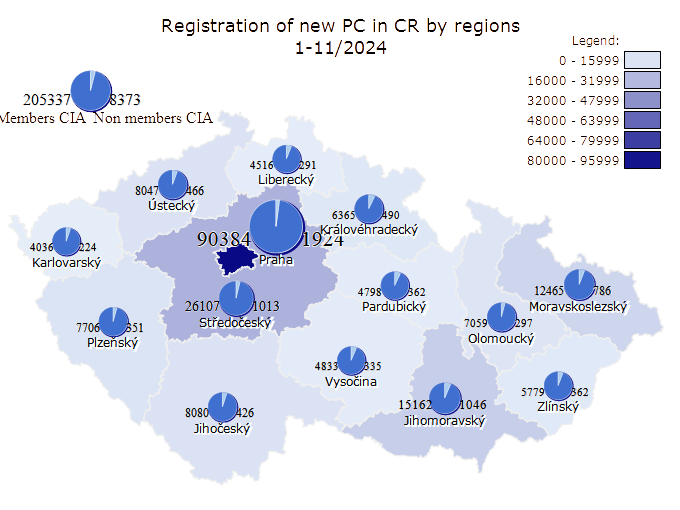 Registration of new PC in CR by regions
1-11/2024
Legend:
0 - 15999
16000 - 31999
32000 - 47999
48000 - 63999
64000 - 79999
80000 - 95999
205337 8373
Members CIA Non members CIA
4516 291
Liberecký
8047 466
Ústecký
6365 490
Královéhradecký
90384 1924
Praha
4036 224
Karlovarský
12465 786
Moravskoslezský
4798 362
Pardubický
26107 1013
Středočeský
7059 297
Olomoucký
7706 351
Plzeňský
4833 335
Vysočina
5779 362
Zlínský
15162 1046
Jihomoravský
8080 426
Jihočeský